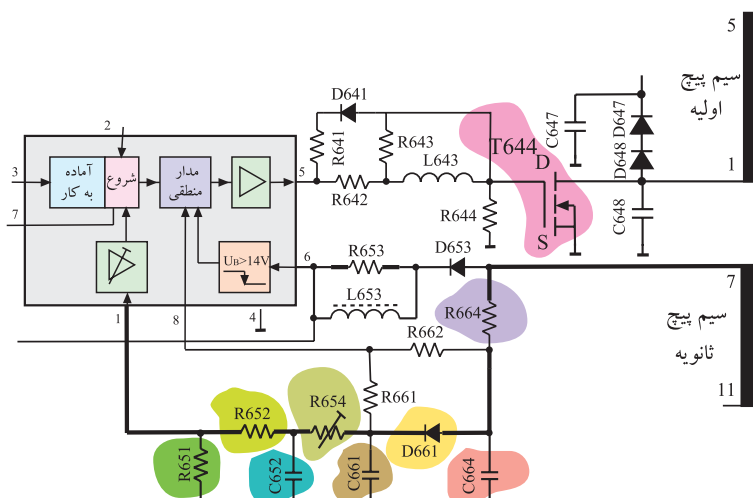 5
سیم پیچ
اولیه
1
D641
R641
R643
L643
R642
R644
T644
D
S
C647
D647
D648
C648
2
3
آماده
به کار
شروع
مدار
منطقی
5
7
U_B>14V
6
1
8
4
R653
L653
D653
R664
R662
7
سیم پیچ
ثانویه
11
R661
R652
R654
D661
R651
C652
C661
C664